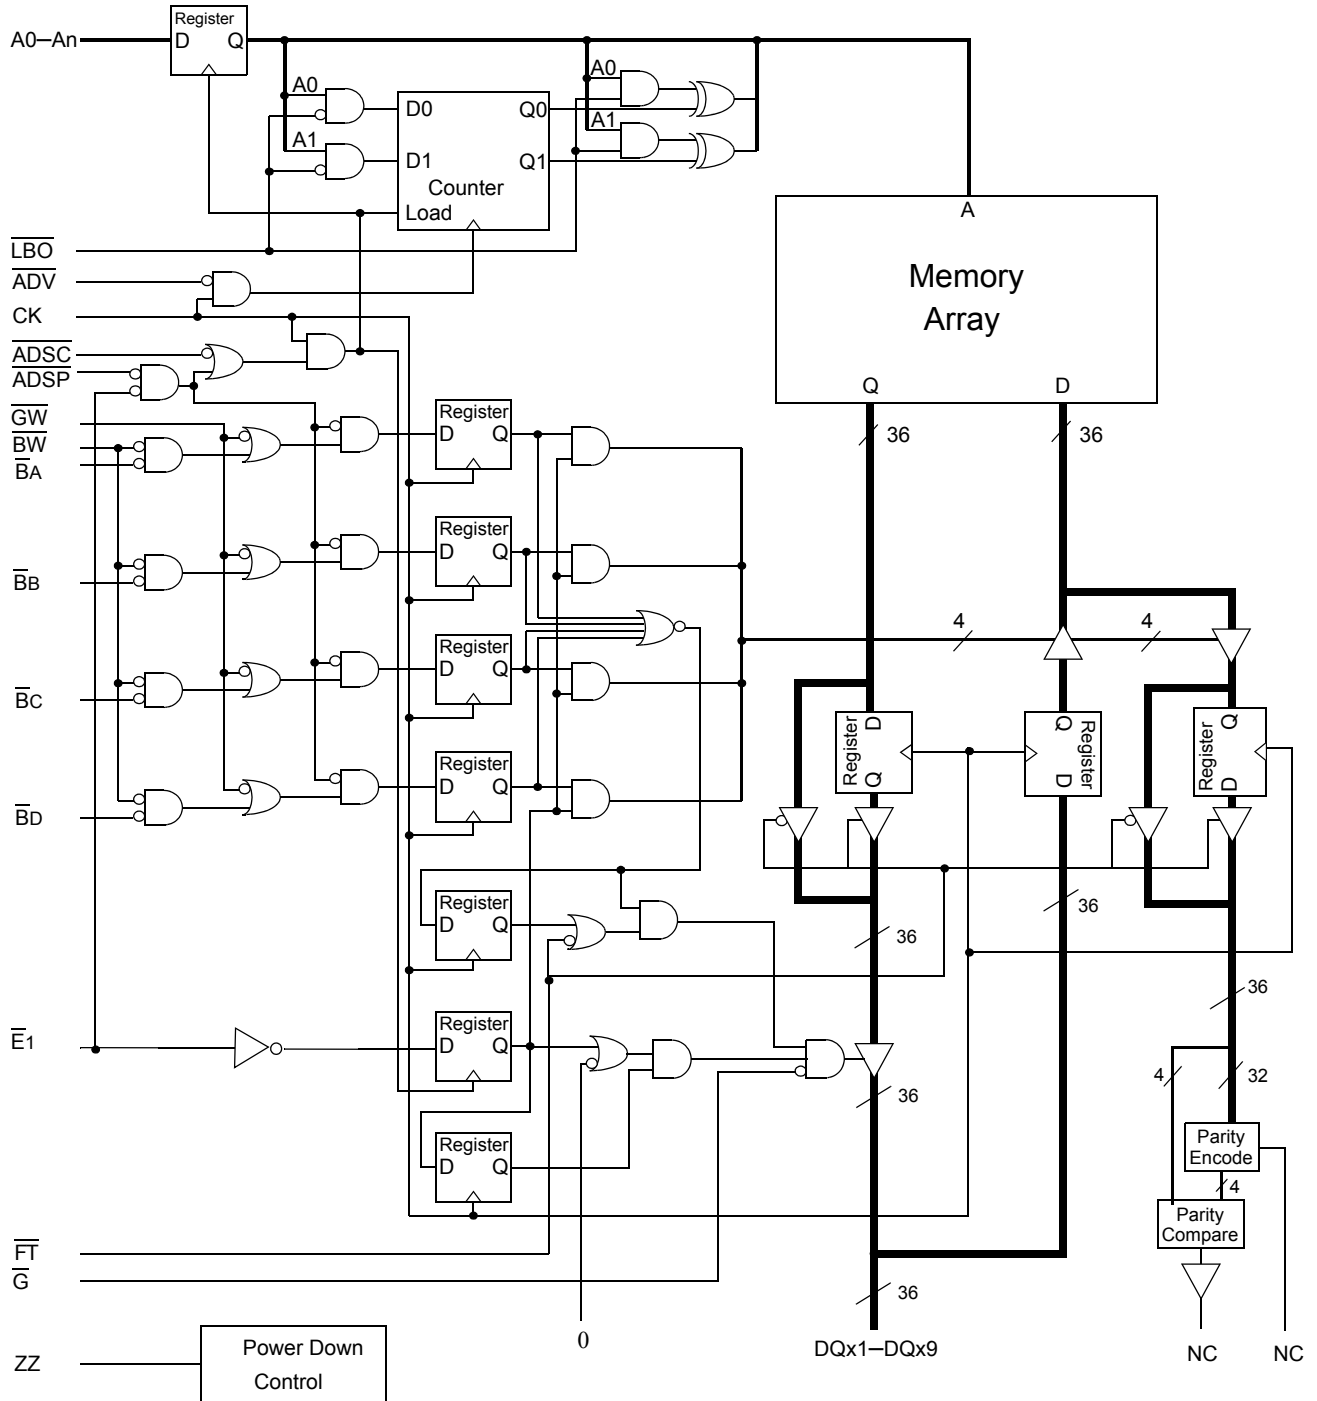 Register
A0–An
D Q
A0
A0
D0
Q0
A1
A1
D1
Q1
Counter
Load
A
LBO
ADV
Memory
Array
CK
ADSC
ADSP
Q
D
GW
Register
BW
D Q
36
36
BA
Register
D Q
BB
4
4
Register
D Q
BC
D
Q
Register
Q
D
Register
Q
D
Register
Register
D Q
BD
Register
D Q
36
36
36
Register
E1
D Q
4
32
36
Register
D Q
Parity
Encode
4
Parity
Compare
FT
G
36
0
DQx1–DQx9
NC
NC
ZZ
Power Down
Control